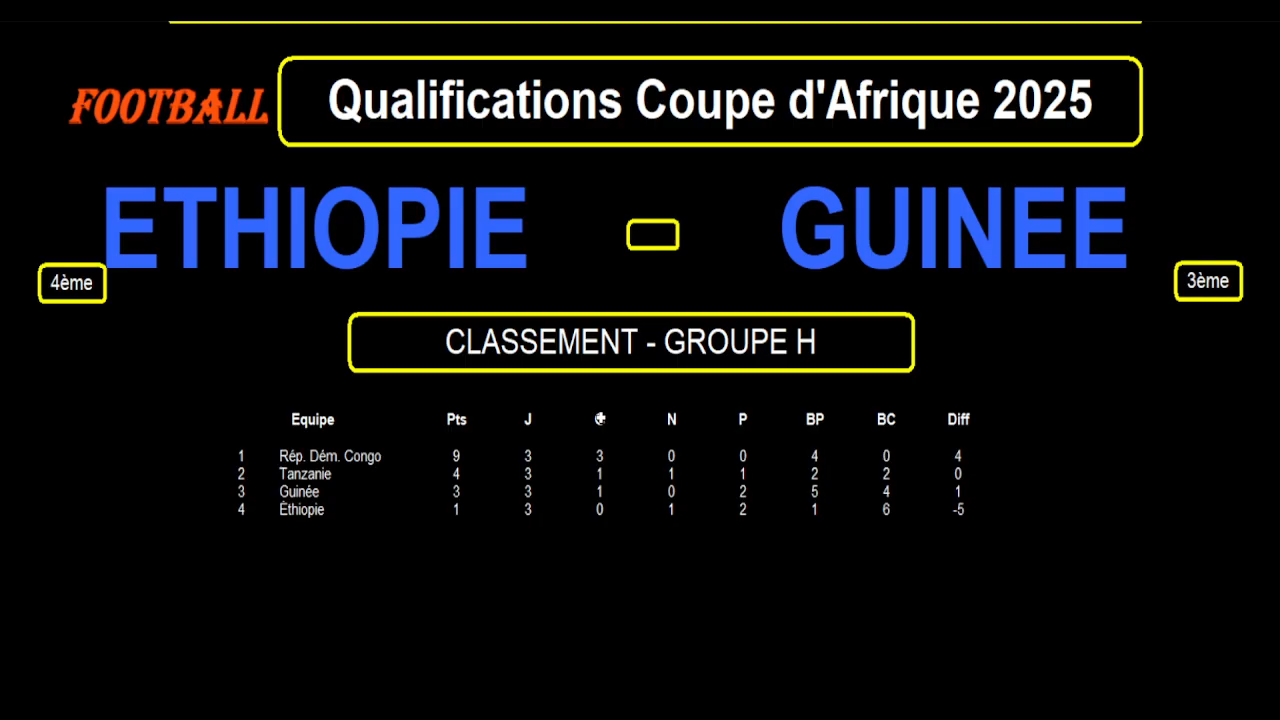 FOOTBALL Qualifications Coupe d'Afrique 2025
ETHIOPIE - GUINEE
4ème 3ème
CLASSEMENT - GROUPE H
Equipe Pts J N P BP BC Diff
1 Rép. Dém. Congo 9 3 3 0 0 4 0 4
2 Tanzanie 4 3 1 1 1 2 2 0
3 Guinée 3 3 1 0 2 5 4 1
4 Éthiopie 1 3 0 1 2 1 6 -5